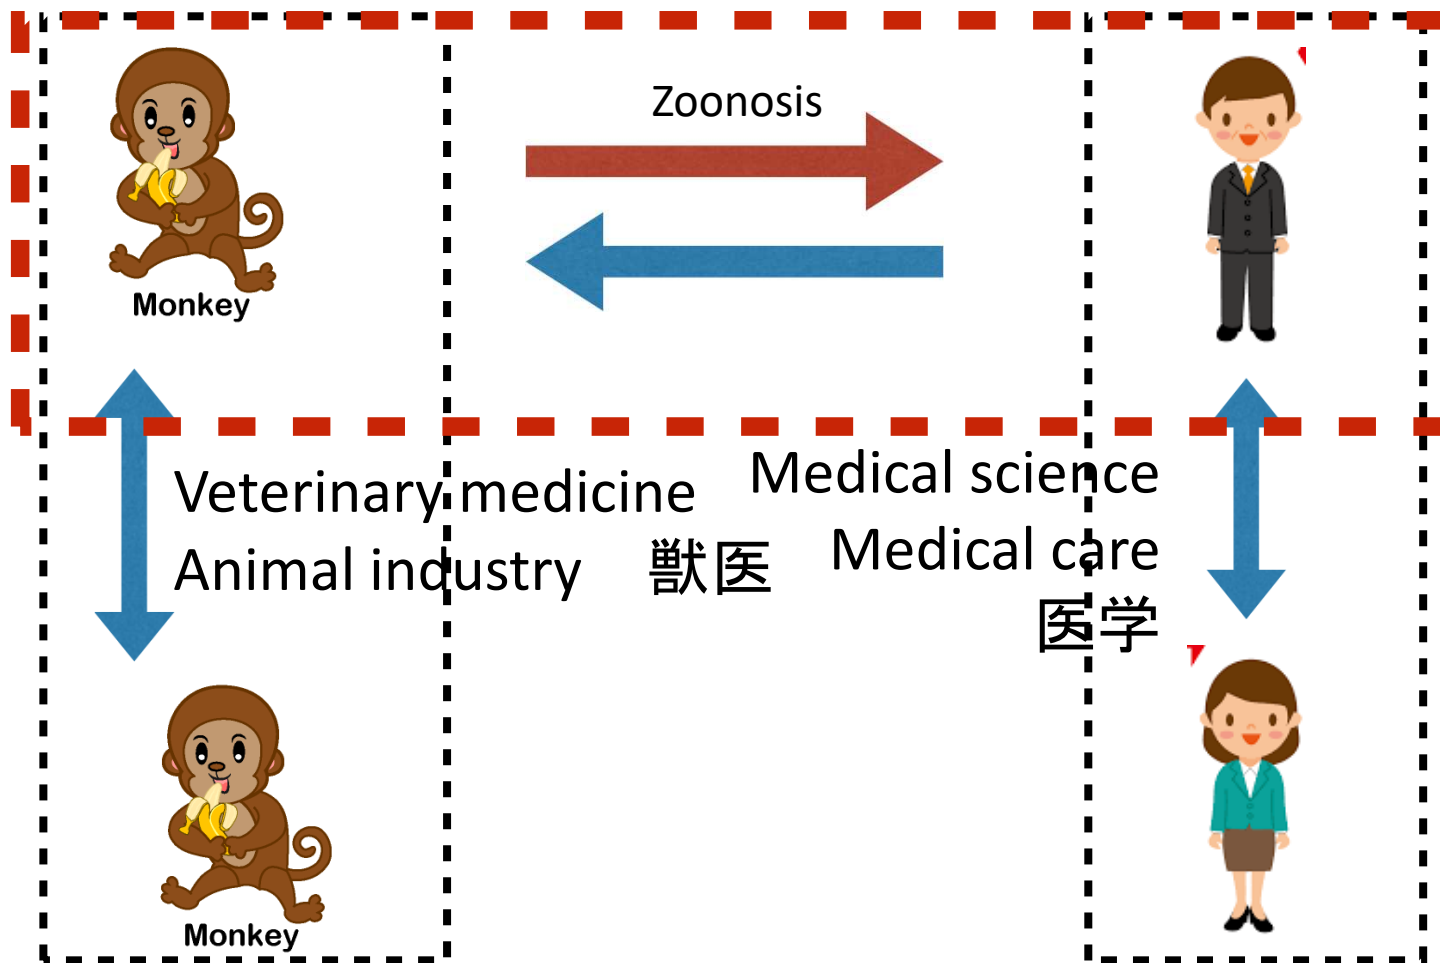 Zoonosis
Monkey
Veterinary medicine
Animal industry 獣医
Medical science
Medical care
医学
Monkey